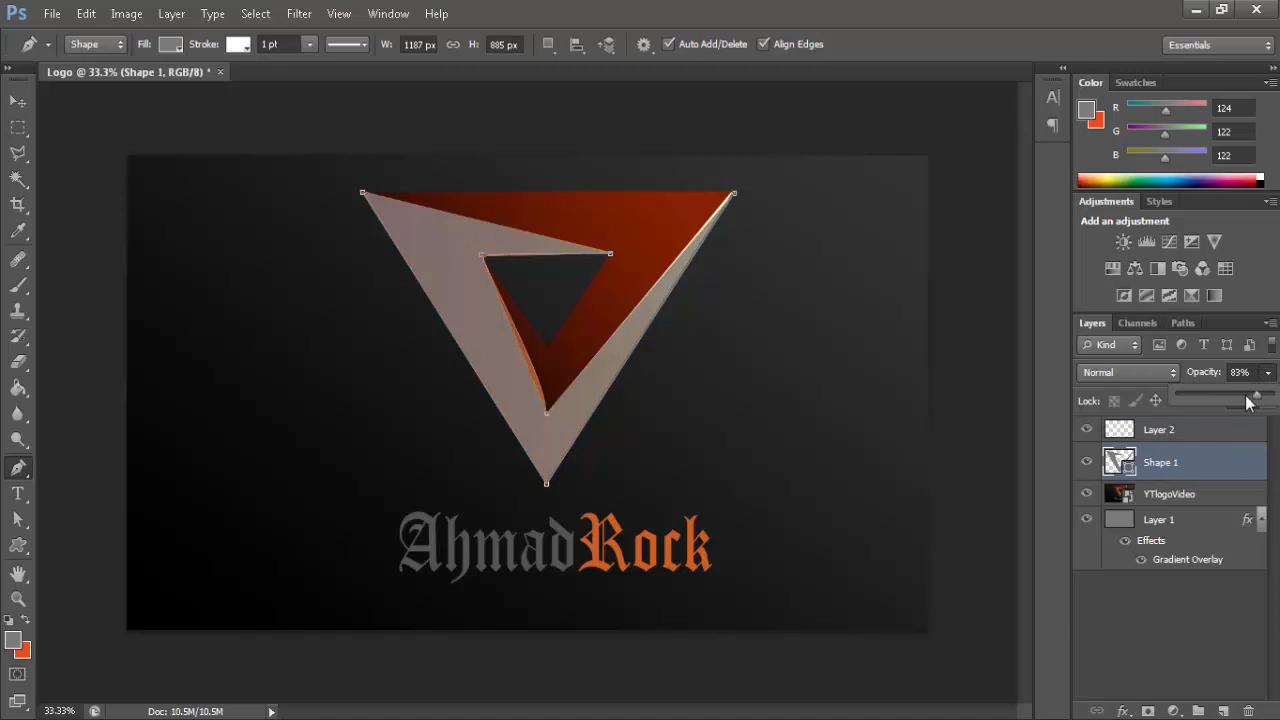 Ps File Edit Image Layer Type Select Filter View Window Help
Shape Fill: Stroke: 1 pt W: 1187 px H: 885 px Auto Add/Delete Align Edges Essentials
Logo @ 33.3% (Shape 1, RGB/8) *
Color Swatches
R 124
G 122
B 122
Adjustments Styles
Add an adjustment
Layers Channels Paths
Kind
Normal Opacity: 83%
Lock:
Layer 2
Shape 1
YTlogoVideo
Layer 1 fx
Effects
Gradient Overlay
AhmadRock
33.33% Doc: 10.5M/10.5M